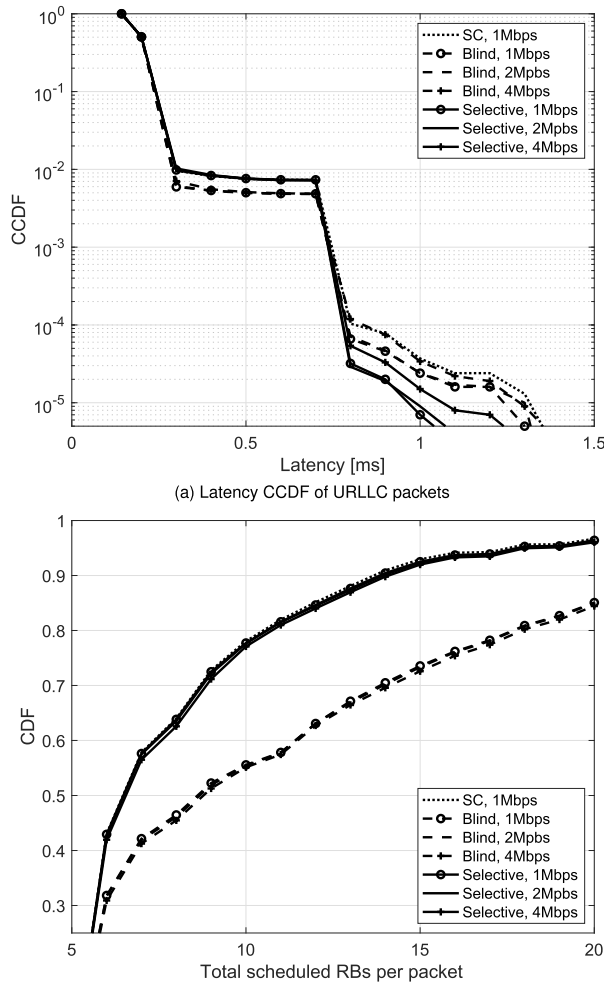 10^0
10^-1
10^-2
10^-3
10^-4
10^-5
CCDF
SC, 1Mbps
Blind, 1Mbps
Blind, 2Mpbs
Blind, 4Mbps
Selective, 1Mbps
Selective, 2Mpbs
Selective, 4Mbps
0 0.5 1 1.5
Latency [ms]
(a) Latency CCDF of URLLC packets
1
0.9
0.8
0.7
0.6
0.5
0.4
0.3
CDF
SC, 1Mbps
Blind, 1Mbps
Blind, 2Mpbs
Blind, 4Mbps
Selective, 1Mbps
Selective, 2Mpbs
Selective, 4Mbps
5 10 15 20
Total scheduled RBs per packet